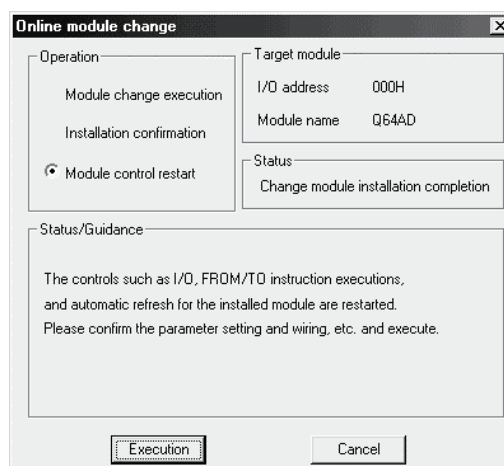 Online module change
Operation
Module change execution
Installation confirmation
Module control restart
Target module
I/O address 000H
Module name Q64AD
Status
Change module installation completion
Status/Guidance
The controls such as I/O, FROM/TO instruction executions,
and automatic refresh for the installed module are restarted.
Please confirm the parameter setting and wiring, etc. and execute.
Execution Cancel